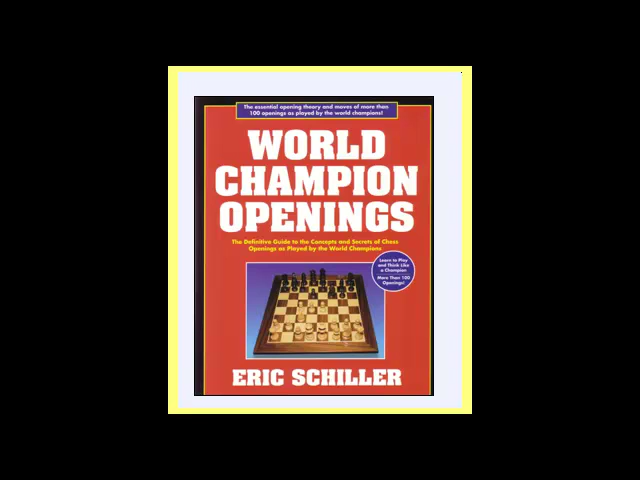 The essential opening theory and moves of more than
100 openings as played by the world champions!
WORLD
CHAMPION
OPENINGS
The Definitive Guide to the Concepts and Secrets of Chess
Openings as Played by the World Champions
Learn to Play
and Think Like
a Champion
More Than 100
Openings!
ERIC SCHILLER